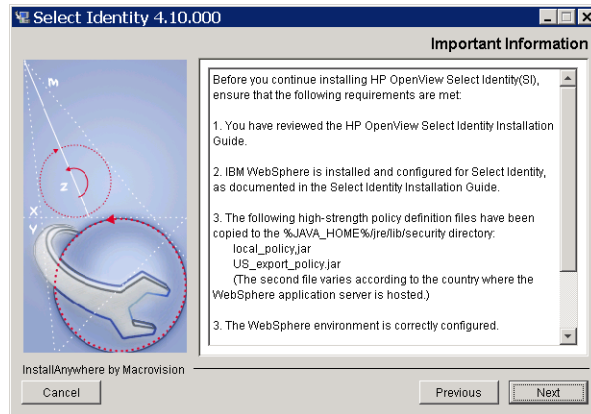 Select Identity 4.10.000
Important Information
M
Z
X
Y
Before you continue installing HP OpenView Select Identity(SI),
ensure that the following requirements are met:
1. You have reviewed the HP OpenView Select Identity Installation
Guide.
2. IBM WebSphere is installed and configured for Select Identity,
as documented in the Select Identity Installation Guide.
3. The following high-strength policy definition files have been
copied to the %JAVA_HOME%/jre/lib/security directory:
local_policy,jar
US_export_policy.jar
(The second file varies according to the country where the
WebSphere application server is hosted.)
3. The WebSphere environment is correctly configured.
InstallAnywhere by Macrovision
Cancel
Previous
Next